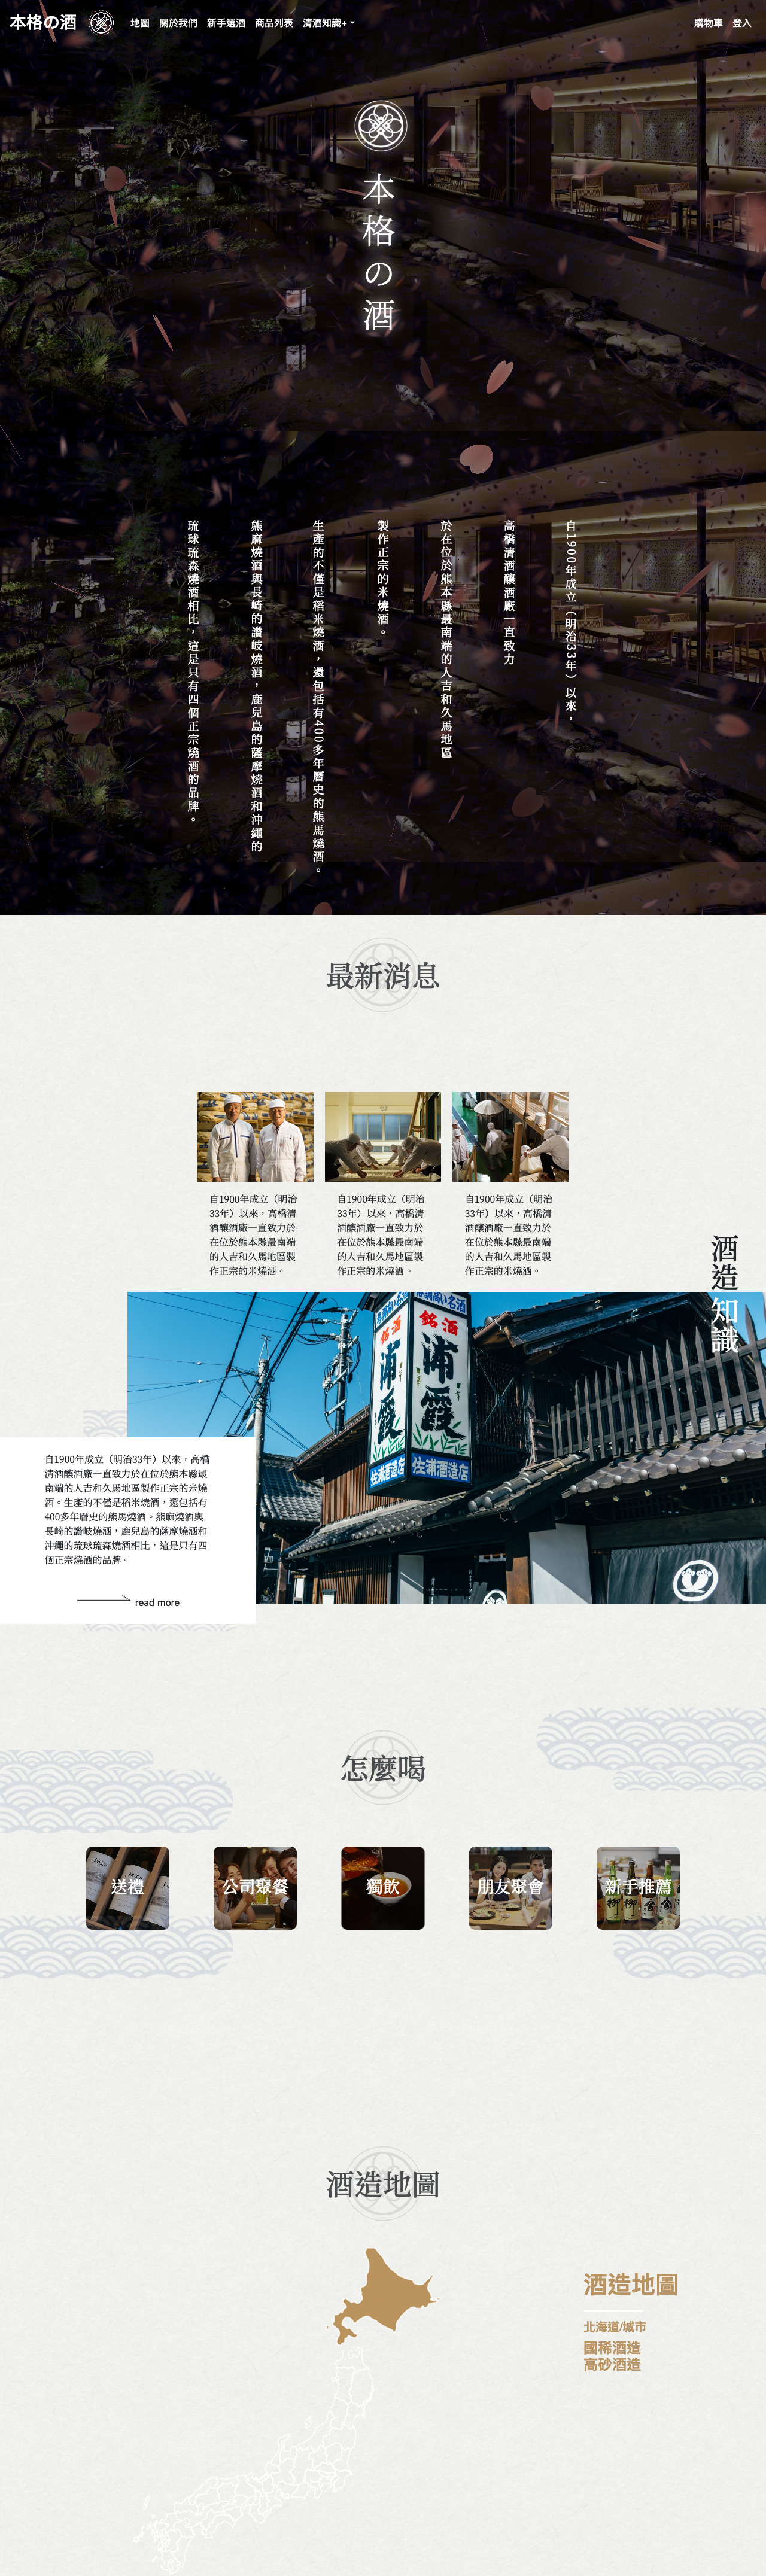 本格の酒
地圖 關於我們 新手選酒 商品列表 清酒知識+
購物車 登入
本格の酒
自1900年成立（明治33年）以來，
高橋清酒釀酒廠一直致力
於在位於熊本縣最南端的人吉和久馬地區
製作正宗的米燒酒。
生產的不僅是稻米燒酒，還包括有400多年曆史的熊馬燒酒。
熊麻燒酒與長崎的讚岐燒酒，鹿兒島的薩摩燒酒和沖繩的
琉球琉森燒酒相比，這是只有四個正宗燒酒的品牌。
最新消息
自1900年成立（明治
33年）以來，高橋清
酒釀酒廠一直致力於
在位於熊本縣最南端
的人吉和久馬地區製
作正宗的米燒酒。
自1900年成立（明治
33年）以來，高橋清
酒釀酒廠一直致力於
在位於熊本縣最南端
的人吉和久馬地區製
作正宗的米燒酒。
自1900年成立（明治
33年）以來，高橋清
酒釀酒廠一直致力於
在位於熊本縣最南端
的人吉和久馬地區製
作正宗的米燒酒。
酒造知識
銘酒
浦霞
住浦酒造店
銘酒
浦霞
住浦酒造店
自1900年成立（明治33年）以來，高橋
清酒釀酒廠一直致力於在位於熊本縣最
南端的人吉和久馬地區製作正宗的米燒
酒。生產的不僅是稻米燒酒，還包括有
400多年曆史的熊馬燒酒。熊麻燒酒與
長崎的讚岐燒酒，鹿兒島的薩摩燒酒和
沖繩的琉球琉森燒酒相比，這是只有四
個正宗燒酒的品牌。
read more
怎麼喝
送禮
公司聚餐
獨飲
朋友聚會
新手推薦
酒造地圖
酒造地圖
北海道/城市
國稀酒造
高砂酒造